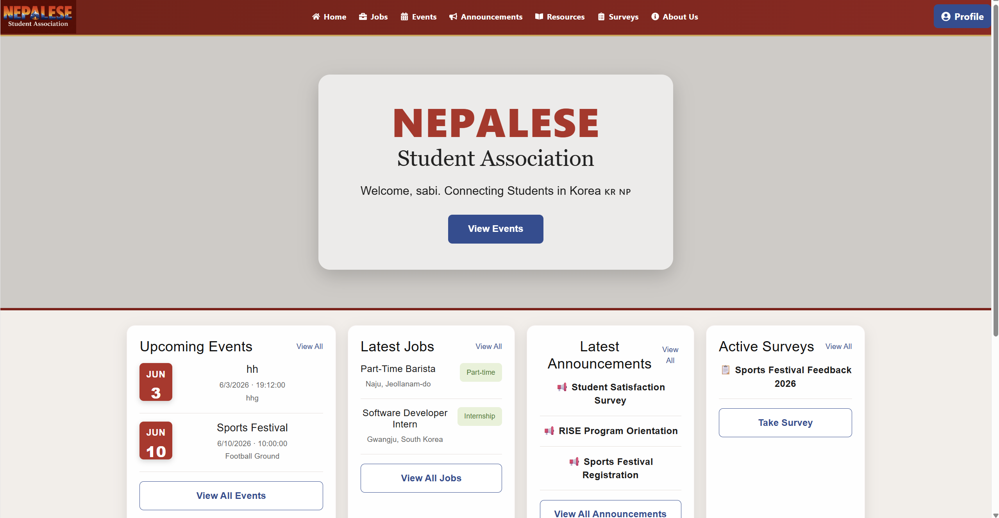 NEPALESE
Student Association
Home
Jobs
Events
Announcements
Resources
Surveys
About Us
Profile
NEPALESE
Student Association
Welcome, sabi. Connecting Students in Korea KR NP
View Events
Upcoming Events
View All
JUN
3
hh
6/3/2026 · 19:12:00
hhg
JUN
10
Sports Festival
6/10/2026 · 10:00:00
Football Ground
View All Events
Latest Jobs
View All
Part-Time Barista
Part-time
Naju, Jeollanam-do
Software Developer
Intern
Internship
Gwangju, South Korea
View All Jobs
Latest
Announcements
View
All
Student Satisfaction
Survey
RISE Program Orientation
Sports Festival
Registration
View All Announcements
Active Surveys
View All
Sports Festival Feedback
2026
Take Survey